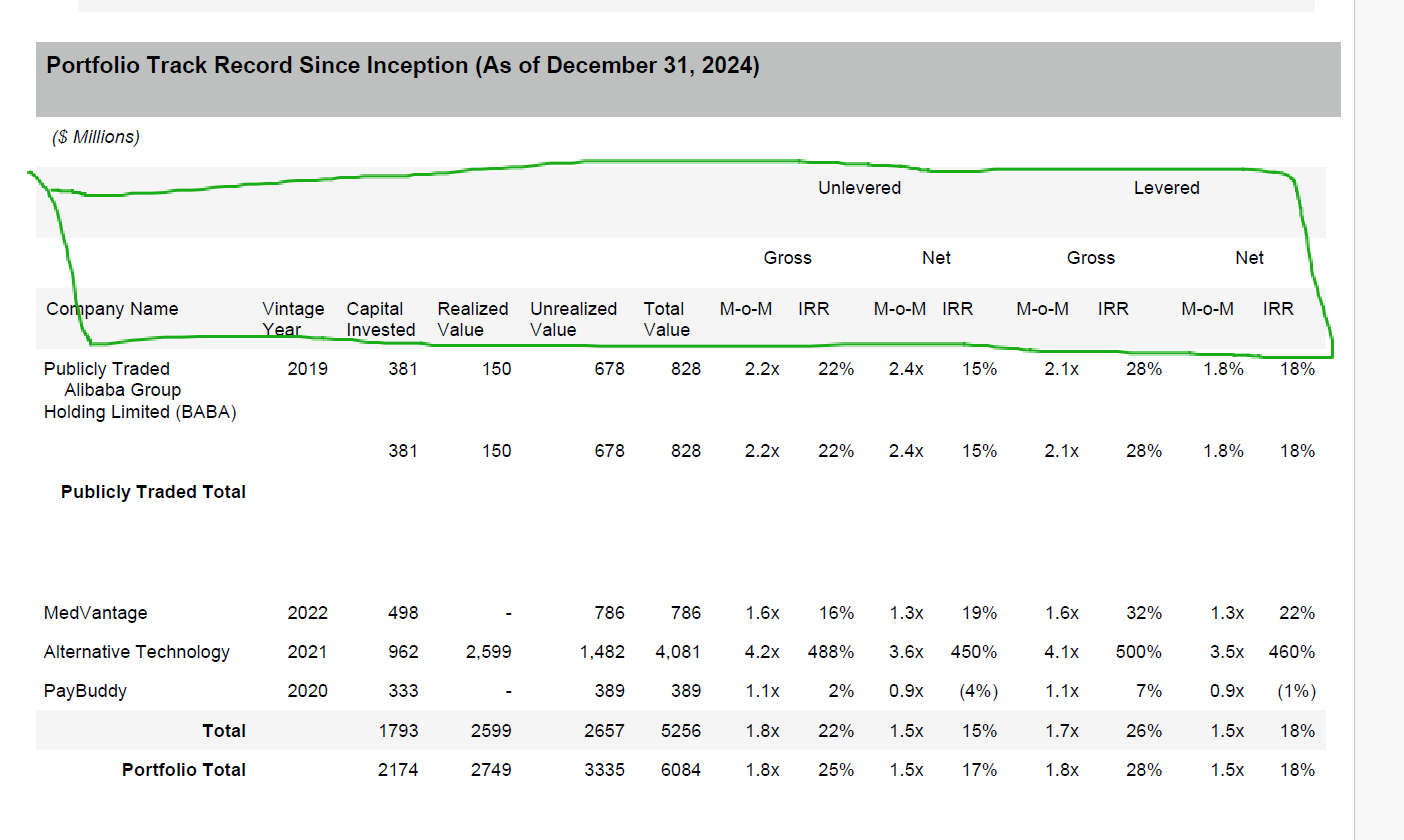 Portfolio Track Record Since Inception (As of December 31, 2024)
($ Millions)
Unlevered Levered
Gross Net Gross Net
Company Name Vintage Capital Realized Unrealized Total M-o-M IRR M-o-M IRR M-o-M IRR M-o-M IRR
Year Invested Value Value Value
Publicly Traded 2019 381 150 678 828 2.2x 22% 2.4x 15% 2.1x 28% 1.8% 18%
Alibaba Group
Holding Limited (BABA)
381 150 678 828 2.2x 22% 2.4x 15% 2.1x 28% 1.8% 18%
Publicly Traded Total
MedVantage 2022 498 - 786 786 1.6x 16% 1.3x 19% 1.6x 32% 1.3x 22%
Alternative Technology 2021 962 2,599 1,482 4,081 4.2x 488% 3.6x 450% 4.1x 500% 3.5x 460%
PayBuddy 2020 333 - 389 389 1.1x 2% 0.9x (4%) 1.1x 7% 0.9x (1%)
Total 1793 2599 2657 5256 1.8x 22% 1.5x 15% 1.7x 26% 1.5x 18%
Portfolio Total 2174 2749 3335 6084 1.8x 25% 1.5x 17% 1.8x 28% 1.5x 18%